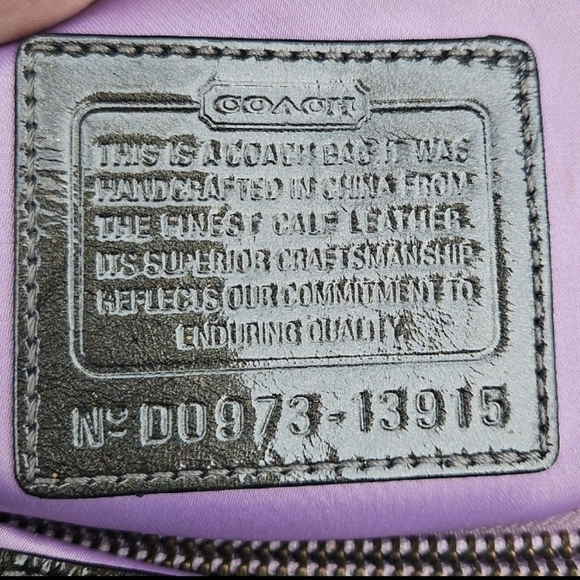 COACH
THIS IS A COACH BAG. IT WAS
HANDCRAFTED IN CHINA FROM
THE FINEST CALF LEATHER.
ITS SUPERIOR CRAFTSMANSHIP
REFLECTS OUR COMMITMENT TO
ENDURING QUALITY.
Nº D0973-13915